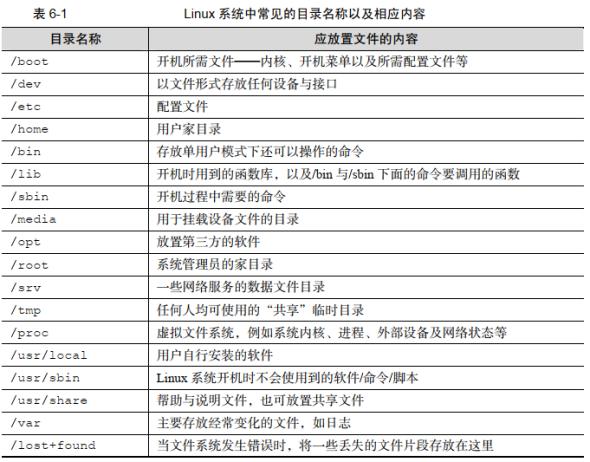 表 6-1 Linux 系统中常见的目录名称以及相应内容
目录名称 应放置文件的内容
/boot 开机所需文件——内核、开机菜单以及所需配置文件等
/dev 以文件形式存放任何设备与接口
/etc 配置文件
/home 用户家目录
/bin 存放单用户模式下还可以操作的命令
/lib 开机时用到的函数库，以及/bin 与/sbin 下面的命令要调用的函数
/sbin 开机过程中需要的命令
/media 用于挂载设备文件的目录
/opt 放置第三方的软件
/root 系统管理员的家目录
/srv 一些网络服务的数据文件目录
/tmp 任何人均可使用的“共享”临时目录
/proc 虚拟文件系统，例如系统内核、进程、外部设备及网络状态等
/usr/local 用户自行安装的软件
/usr/sbin Linux 系统开机时不会使用到的软件/命令/脚本
/usr/share 帮助与说明文件，也可放置共享文件
/var 主要存放经常变化的文件，如日志
/lost+found 当文件系统发生错误时，将一些丢失的文件片段存放在这里